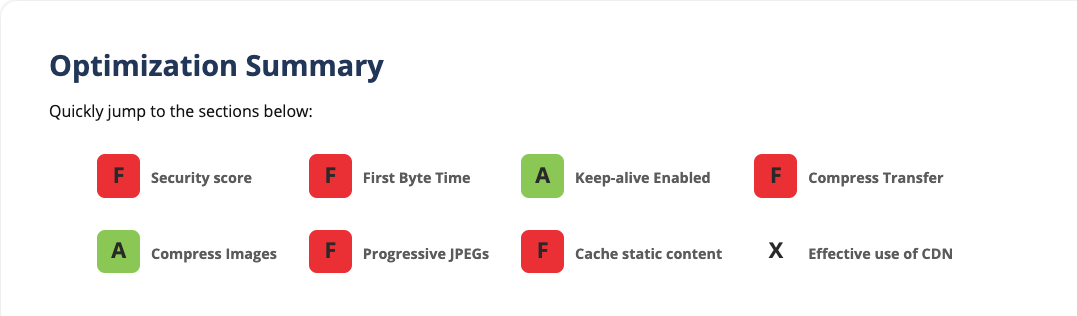 Optimization Summary
Quickly jump to the sections below:
F Security score F First Byte Time A Keep-alive Enabled F Compress Transfer
A Compress Images F Progressive JPEGs F Cache static content X Effective use of CDN